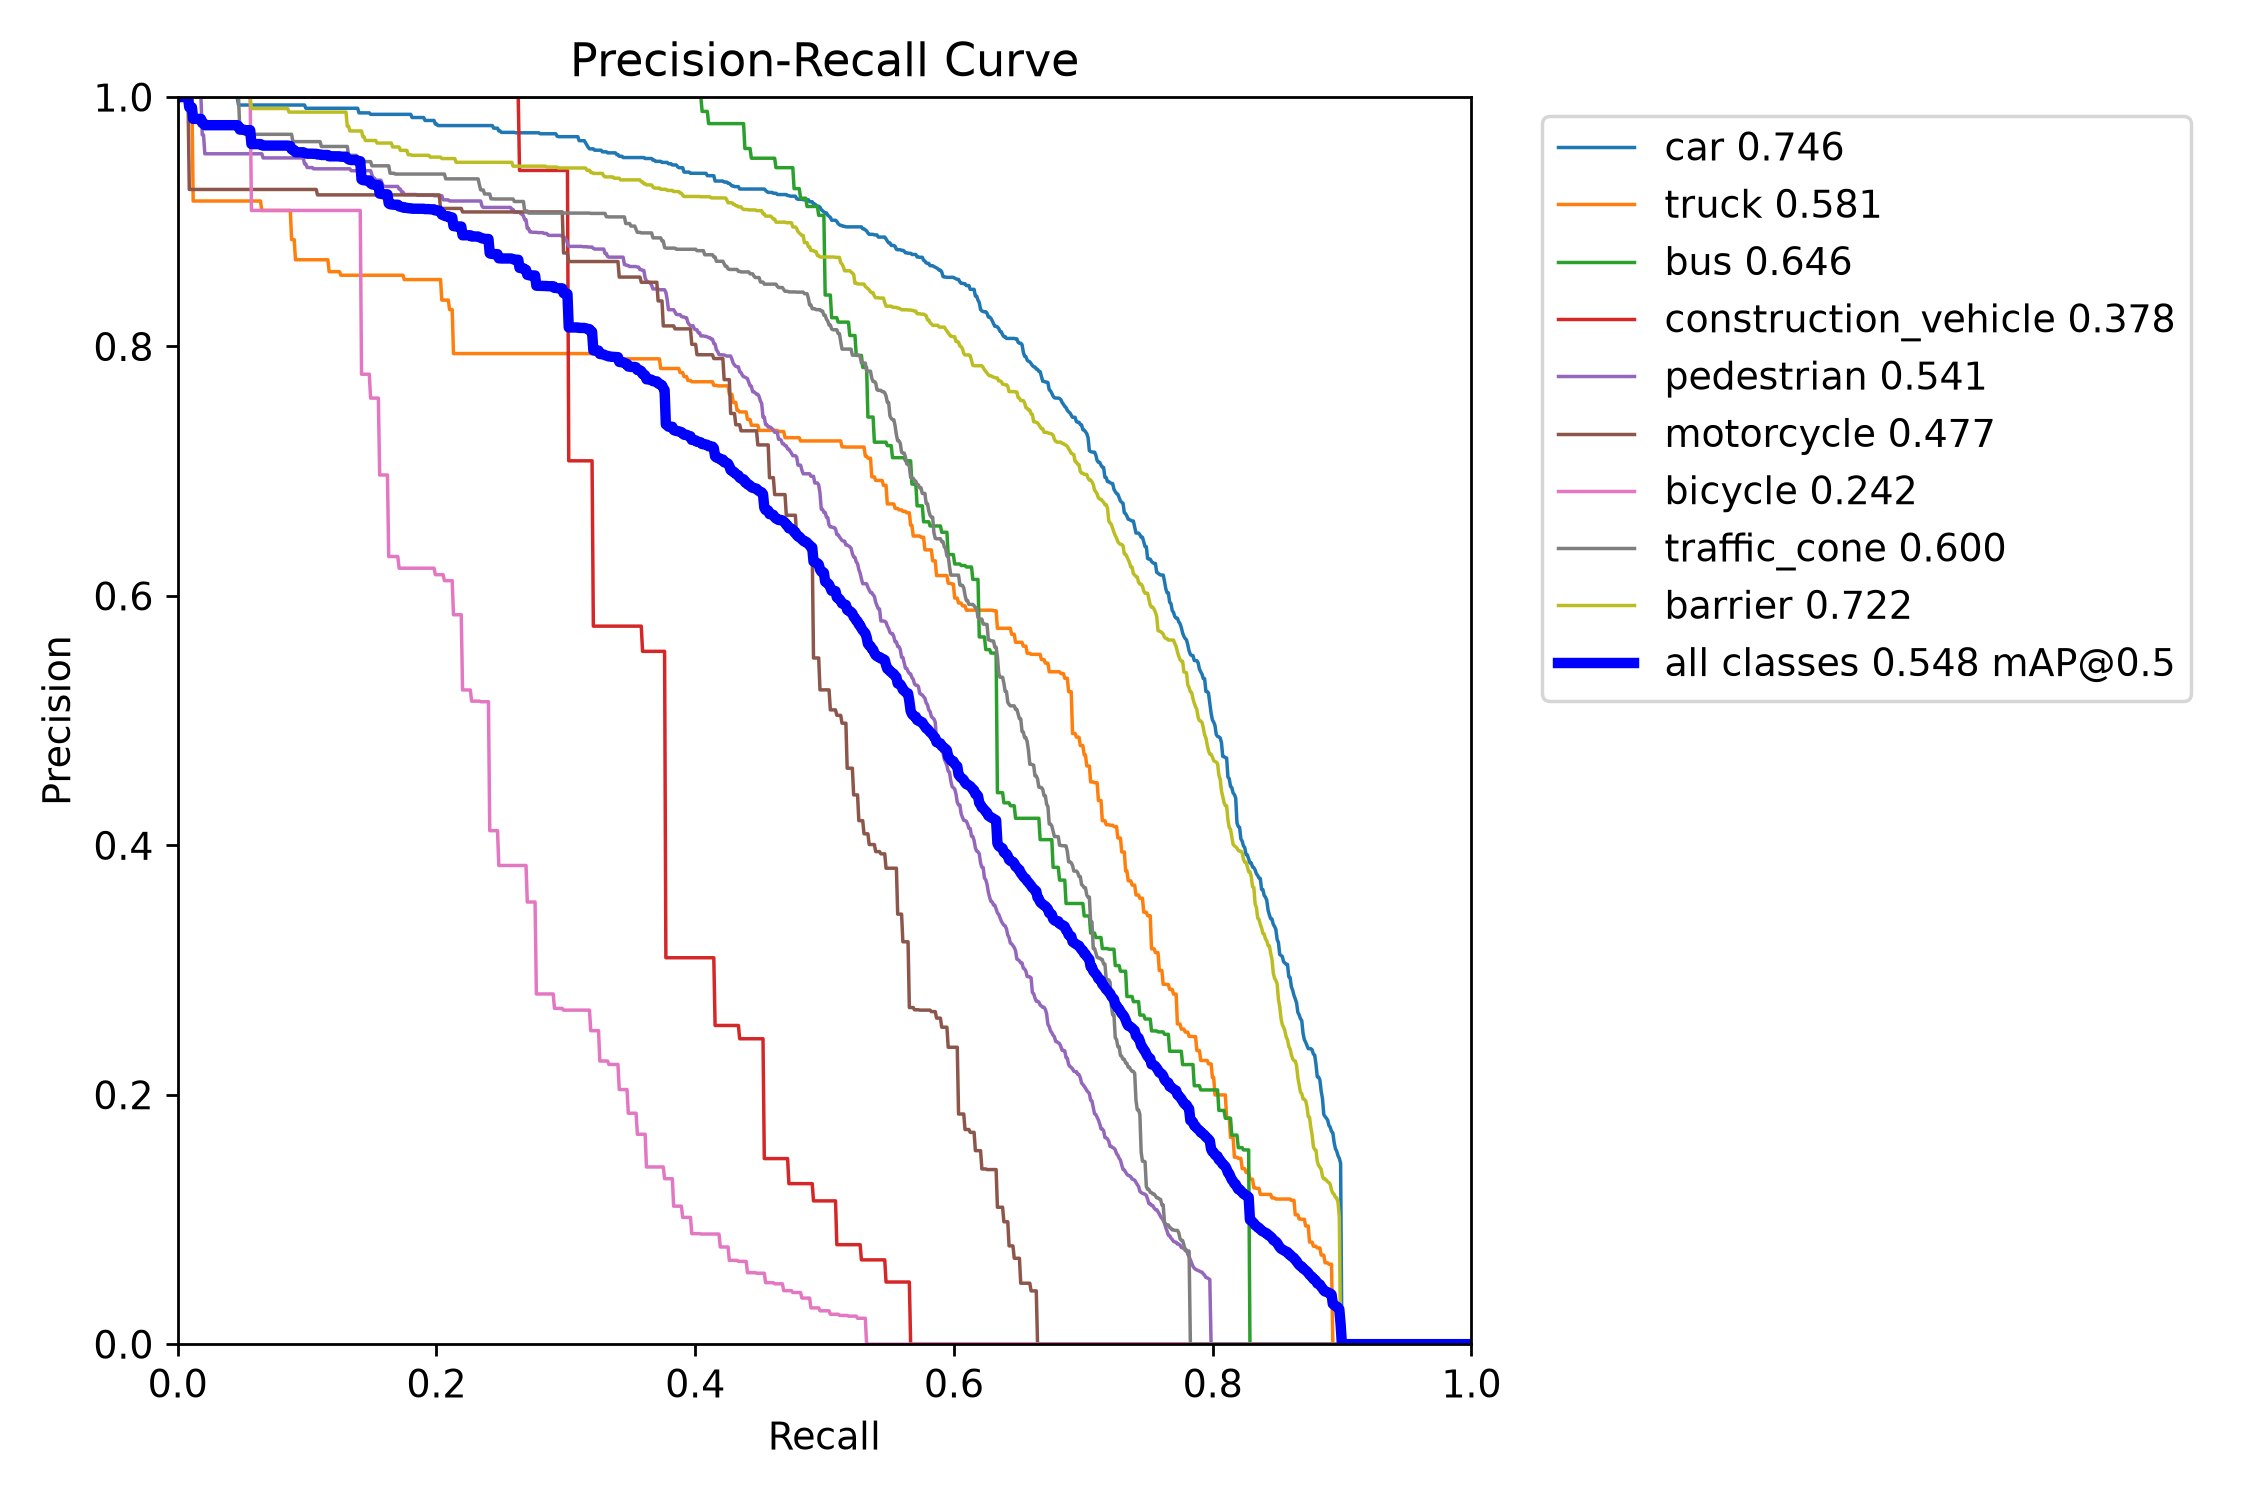 Precision-Recall Curve
1.0
0.8
0.6
0.4
0.2
0.0
Precision
0.0 0.2 0.4 0.6 0.8 1.0
Recall
car 0.746
truck 0.581
bus 0.646
construction_vehicle 0.378
pedestrian 0.541
motorcycle 0.477
bicycle 0.242
traffic_cone 0.600
barrier 0.722
all classes 0.548 mAP@0.5